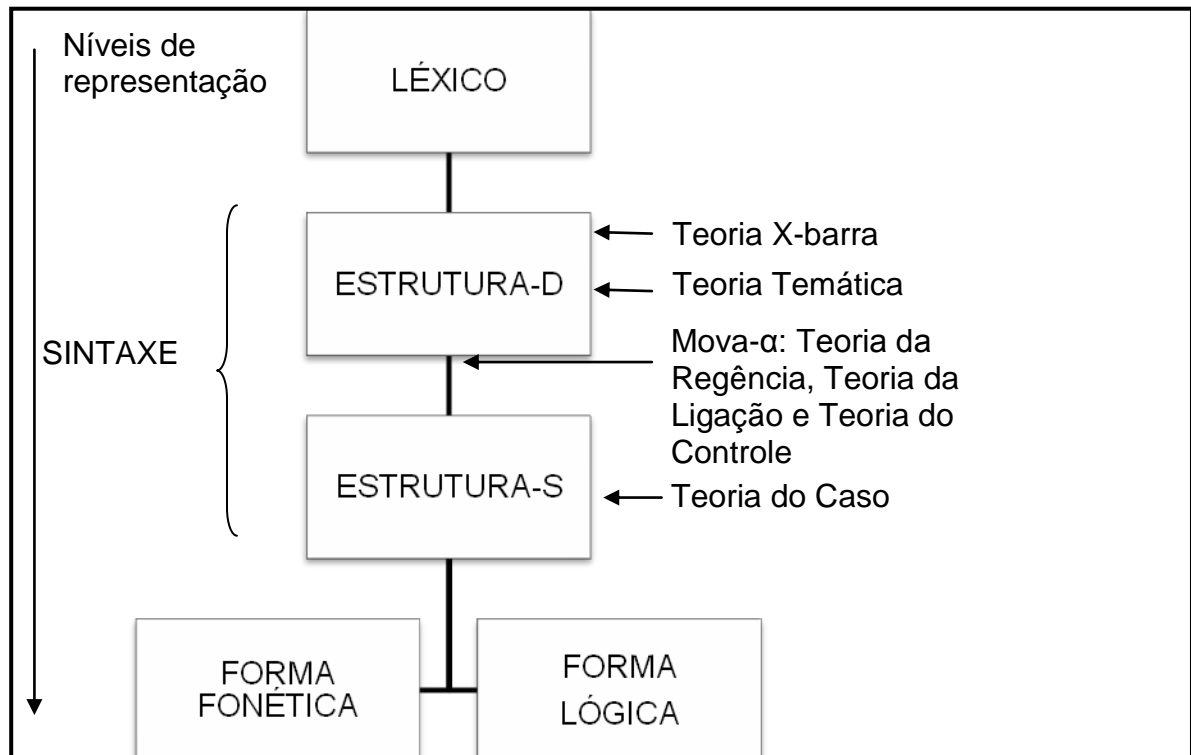 Níveis de
representação
LÉXICO
Teoria X-barra
ESTRUTURA-D
Teoria Temática
SINTAXE
Mova-α: Teoria da
Regência, Teoria da
Ligação e Teoria do
Controle
ESTRUTURA-S
Teoria do Caso
FORMA
FONÉTICA
FORMA
LÓGICA